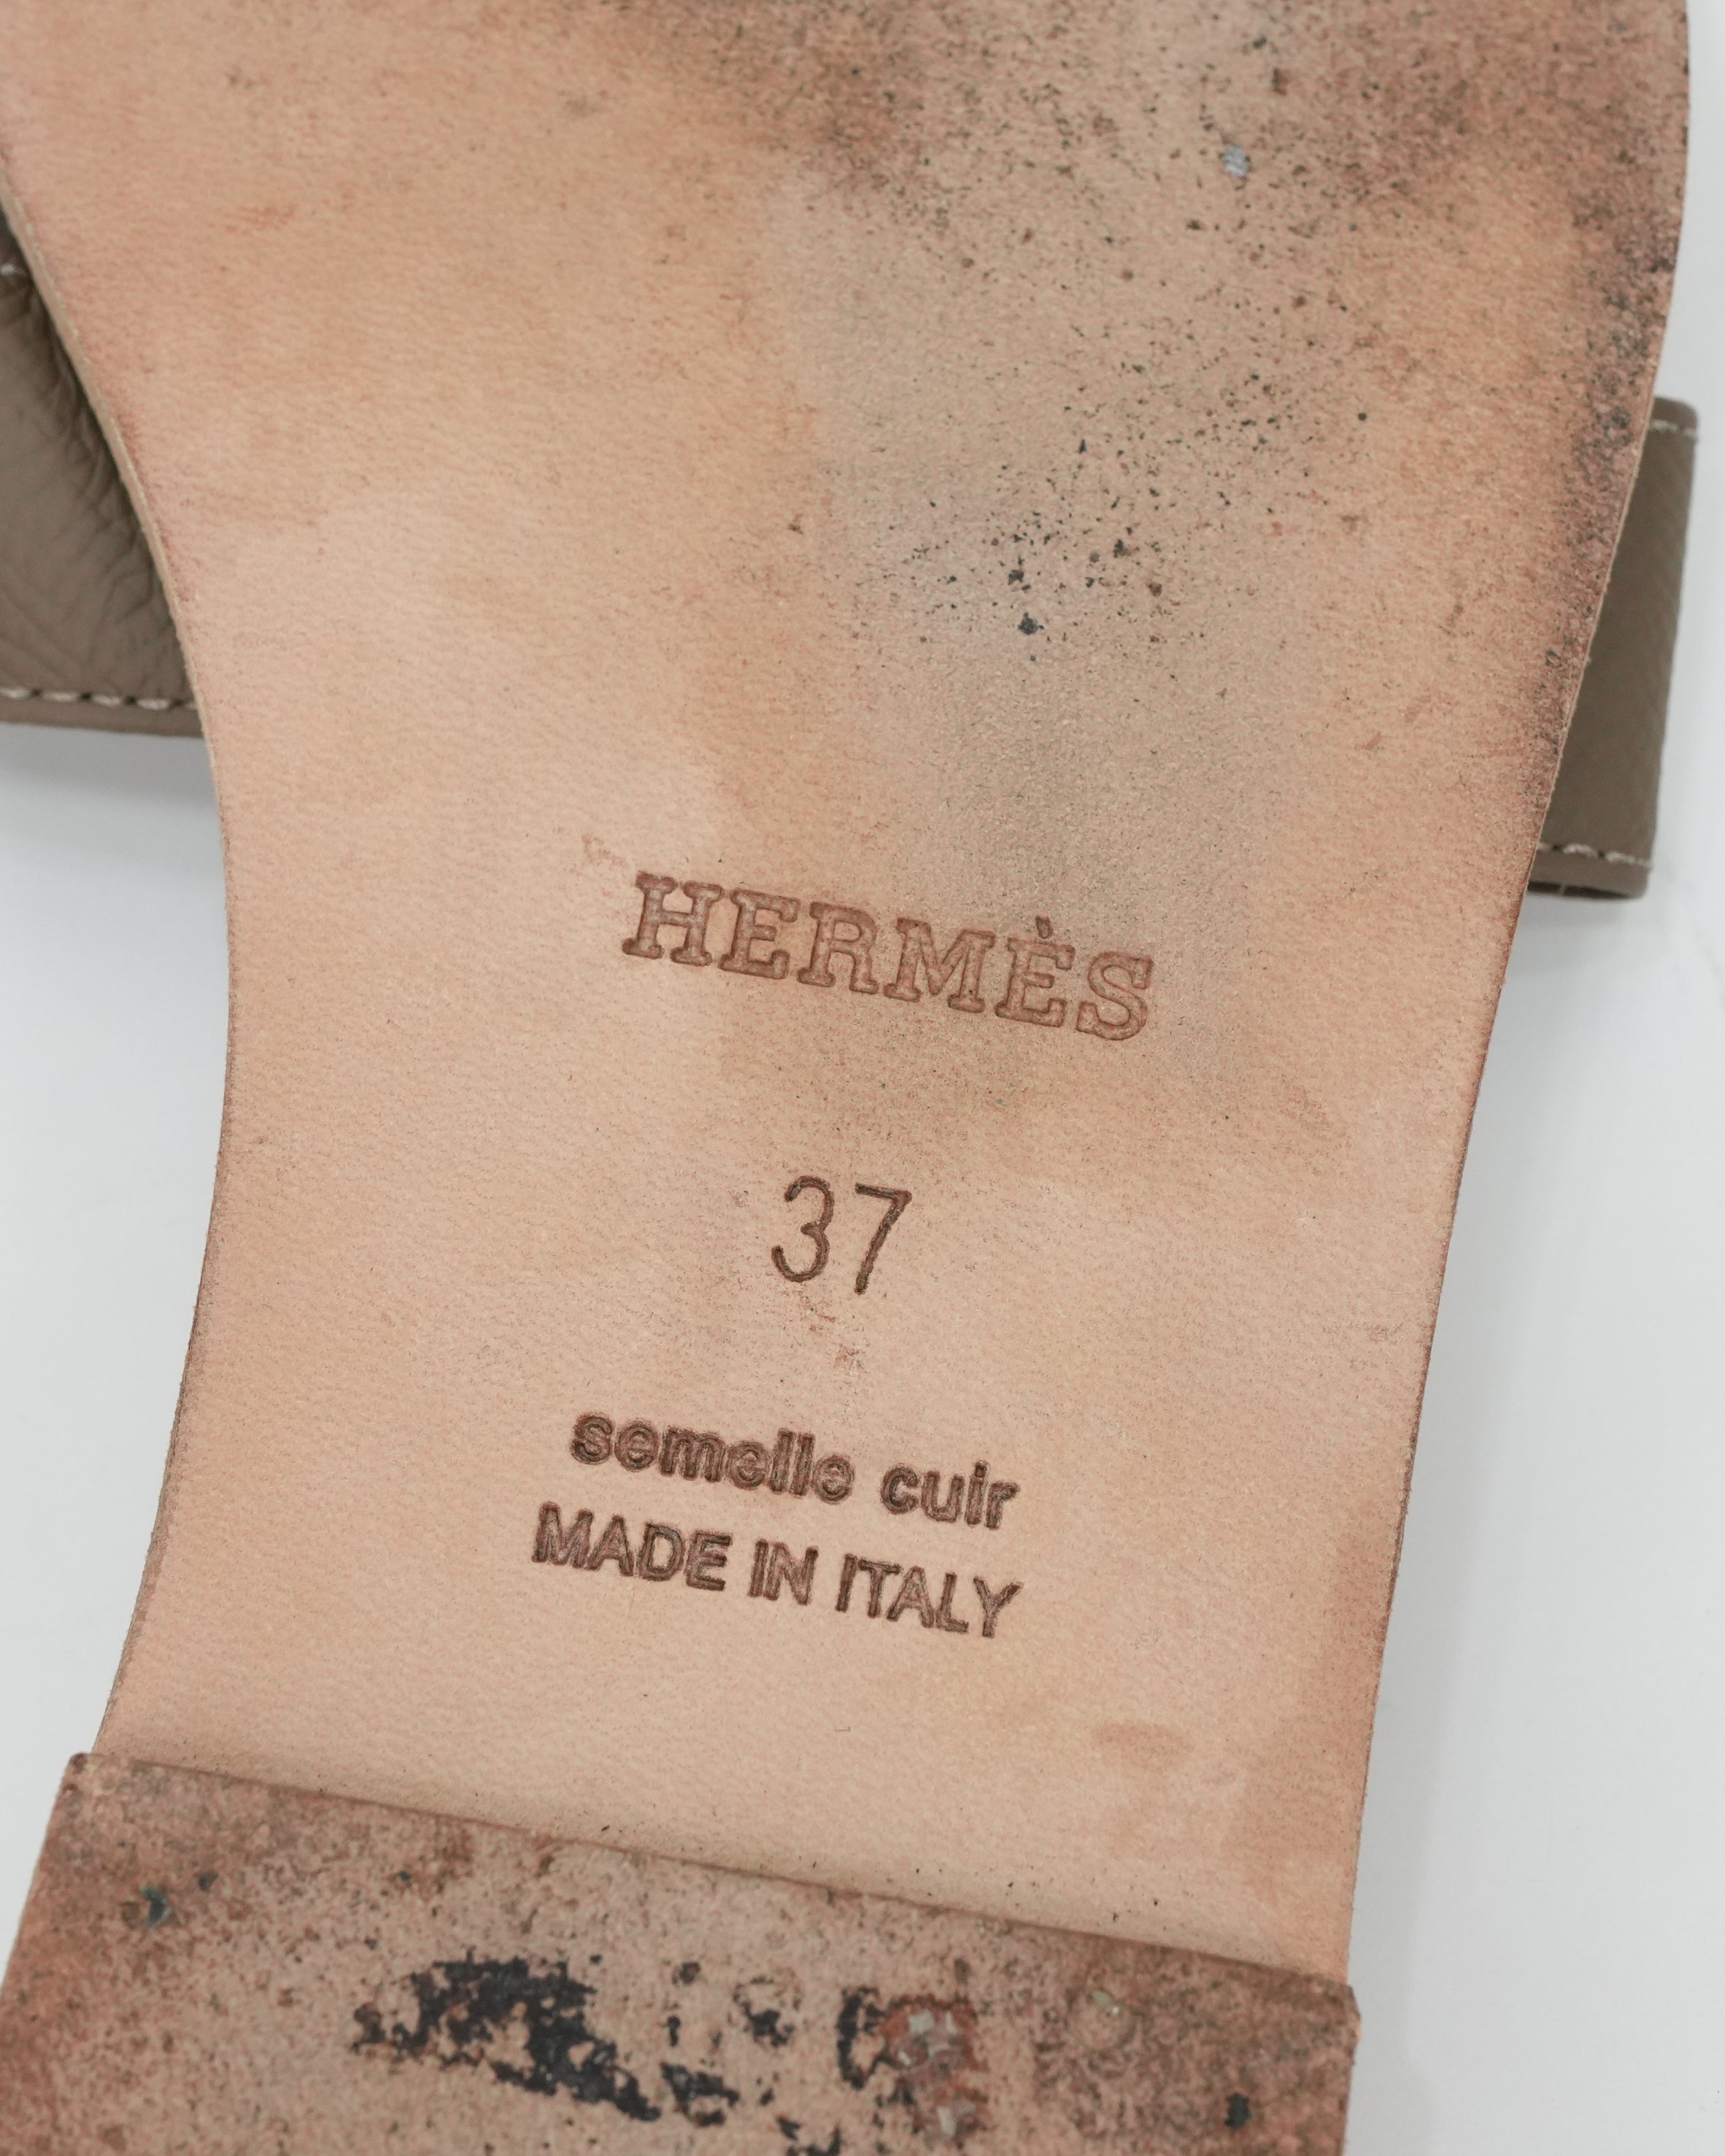 HERMÈS
37
semelle cuir
MADE IN ITALY